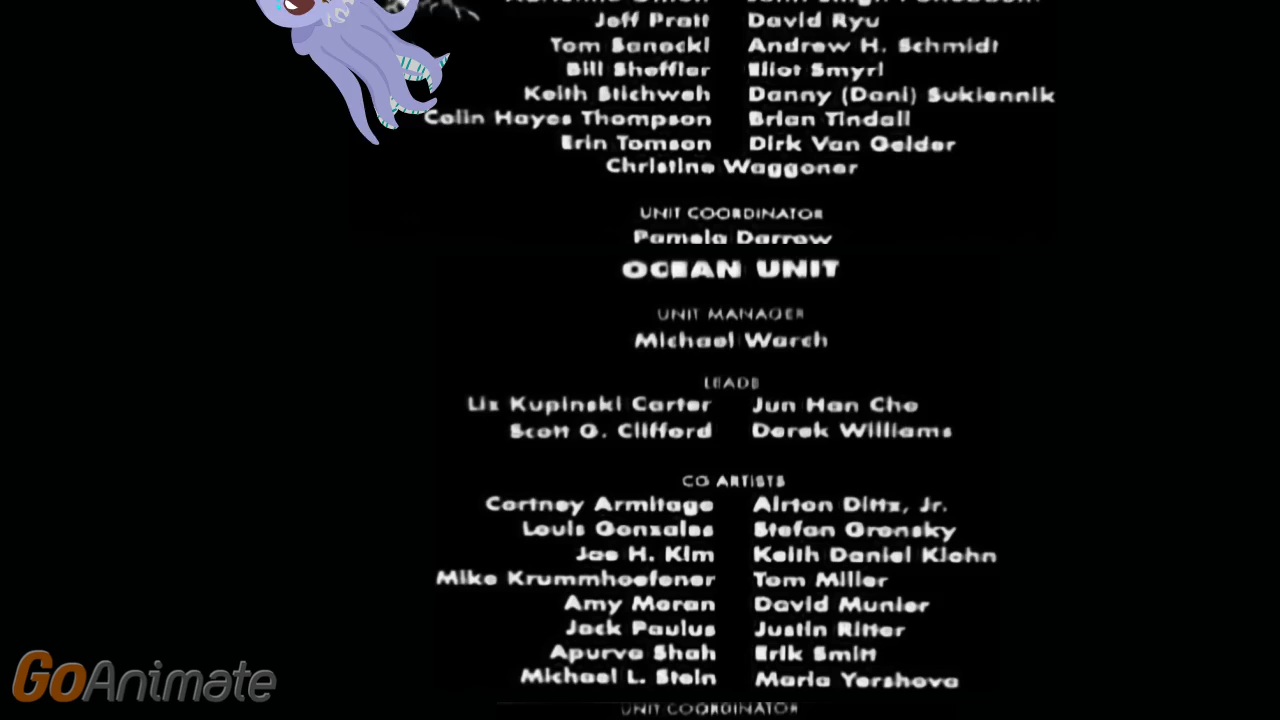 Jeff Pratt David Ryu
Tom Sanocki Andrew H. Schmidt
Bill Sheffler Eliot Smyrl
Keith Stichweh Danny (Dani) Sukiennik
Colin Hayes Thompson Brian Tindall
Erin Tomson Dirk Van Gelder
Christine Waggoner
UNIT COORDINATOR
Pamela Darrow
OCEAN UNIT
UNIT MANAGER
Michael Warch
LEADS
Liz Kupinski Carter Jun Han Cho
Scott G. Clifford Derek Williams
CG ARTISTS
Cortney Armitage Airton Dittz, Jr.
Louis Gonzales Stefan Gronsky
Jae H. Kim Keith Daniel Klohn
Mike Krummhoefener Tom Miller
Amy Moran David Munier
Jack Paulus Justin Ritter
Apurva Shah Erik Smitt
Michael L. Stein Maria Yershova
UNIT COORDINATOR
GoAnimate